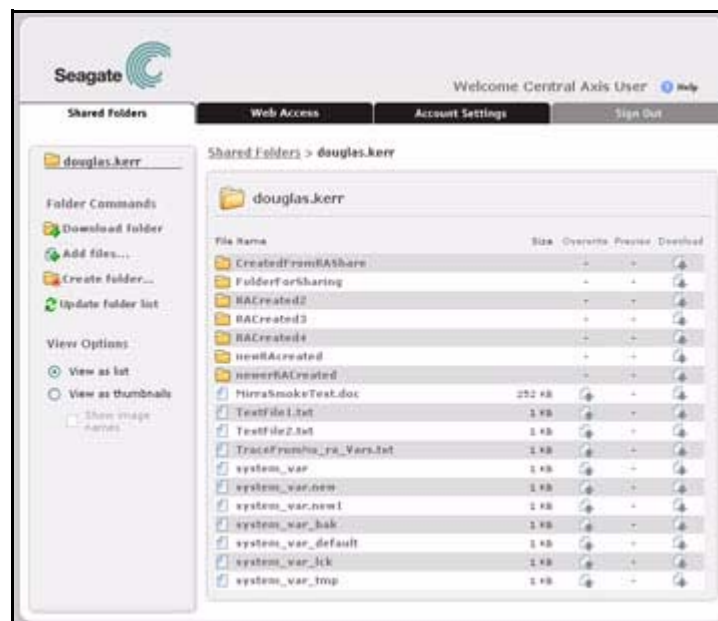 Seagate
Welcome Central Axis User Help
Shared Folders Web Access Account Settings Sign Out
douglas.kerr
Folder Commands
Download folder
Add files...
Create folder...
Update folder list
View Options
View as list
View as thumbnails
Show image names
Shared Folders > douglas.kerr
douglas.kerr
File Name Size Overwrite Preview Download
CreatedFromRAShare - -
FolderForSharing - -
RACreated2 - -
RACreated3 - -
RACreated4 - -
newRAcreated - -
newerRACreated - -
MirraSmokeTest.doc 252 KB -
TestFile1.txt 1 KB -
TestFile2.txt 1 KB -
1 KB -
system_var 1 KB -
system_var.new 1 KB -
system_var.new1 1 KB -
system_var_bak 1 KB -
system_var_default 1 KB -
system_var_lck 1 KB -
system_var_tmp 1 KB -